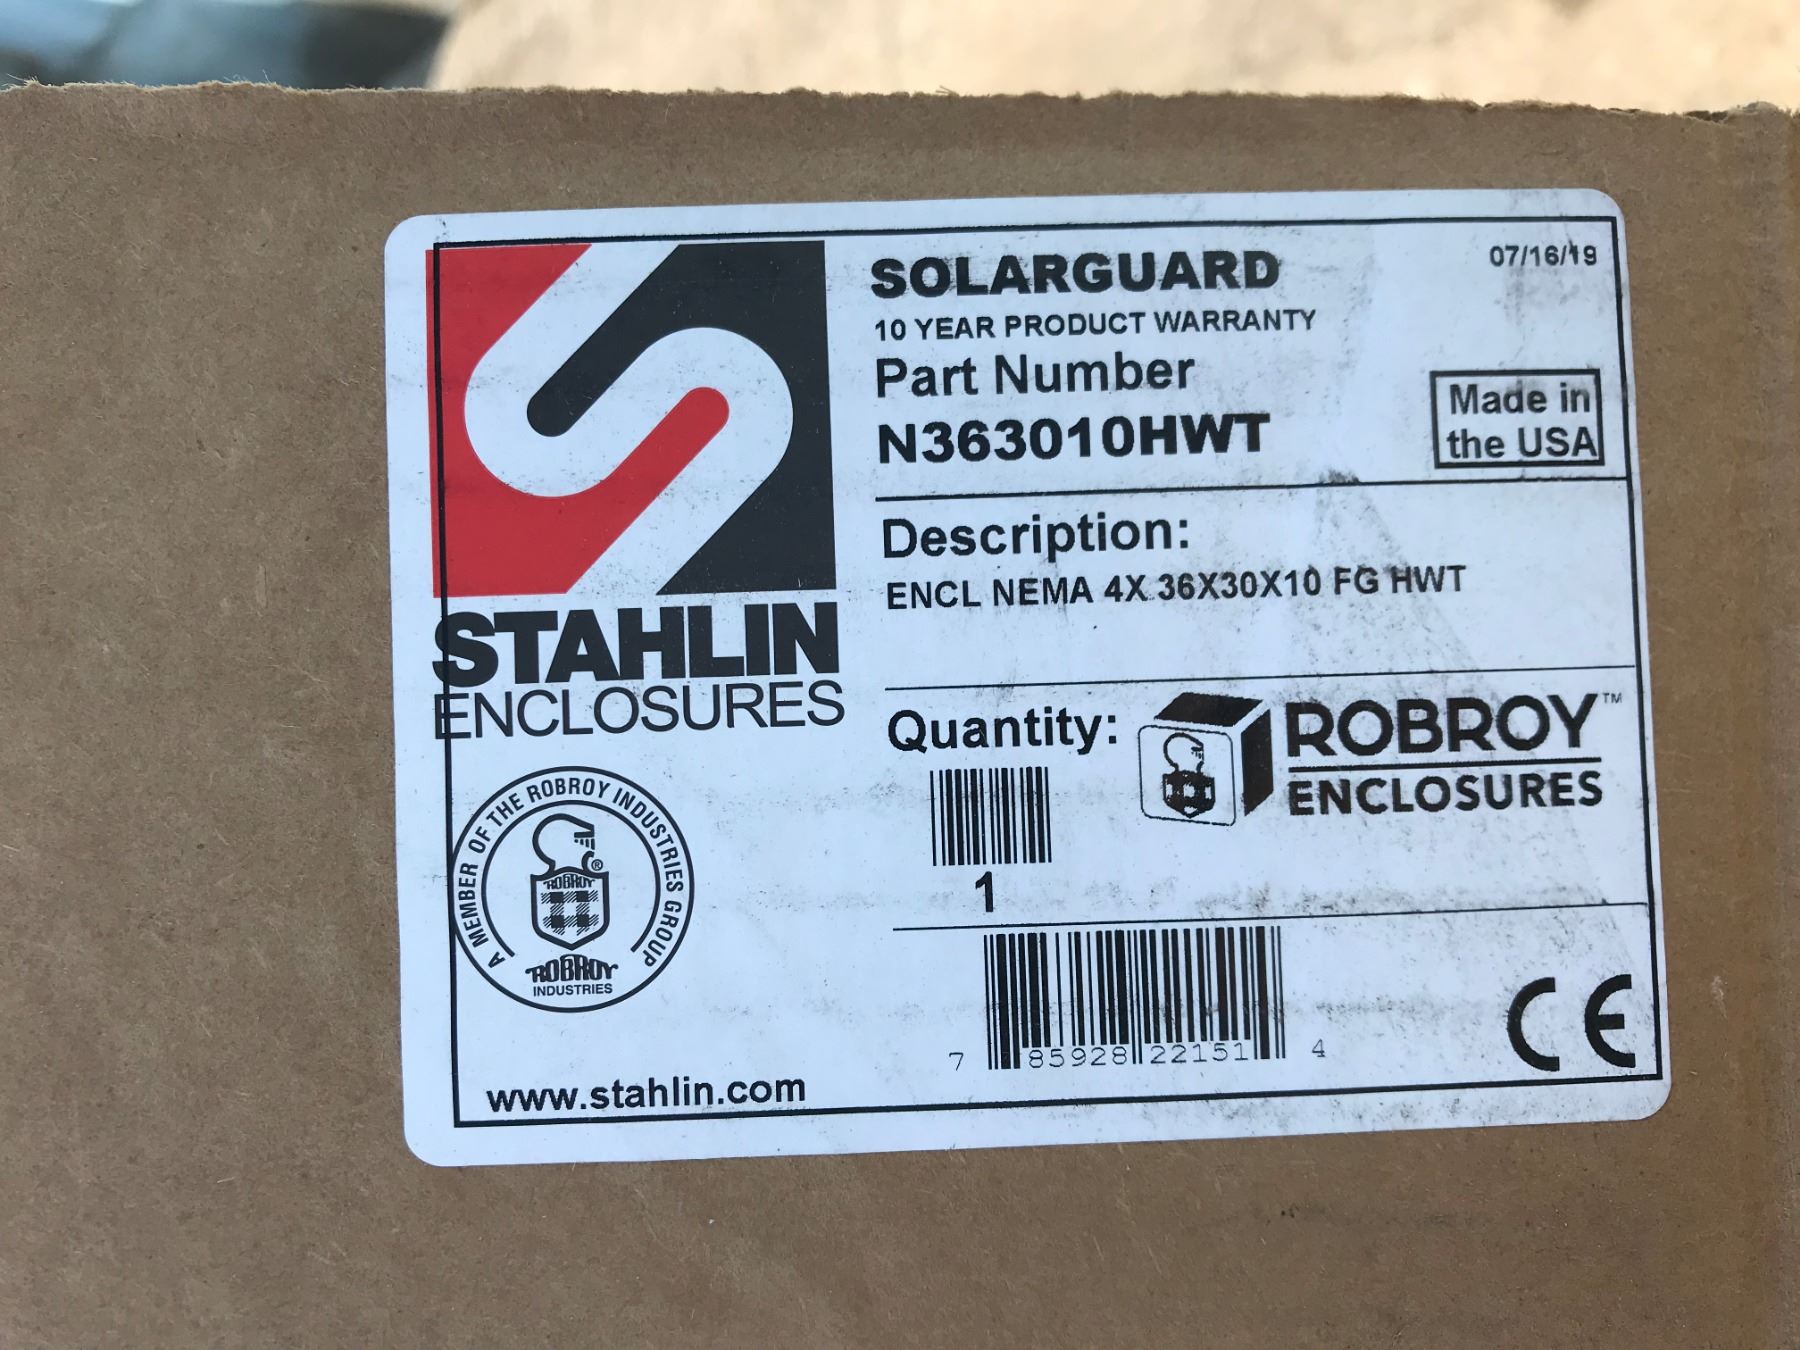 SOLARGUARD
07/16/19
10 YEAR PRODUCT WARRANTY
Part Number
N363010HWT
Made in
the USA
Description:
ENCL NEMA 4X 36X30X10 FG HWT
STAHLIN
ENCLOSURES
Quantity:
ROBROY™
ENCLOSURES
1
A MEMBER OF THE ROBROY INDUSTRIES GROUP
ROBROY®
ROBROY
INDUSTRIES
7 85928 22151 4
CE
www.stahlin.com